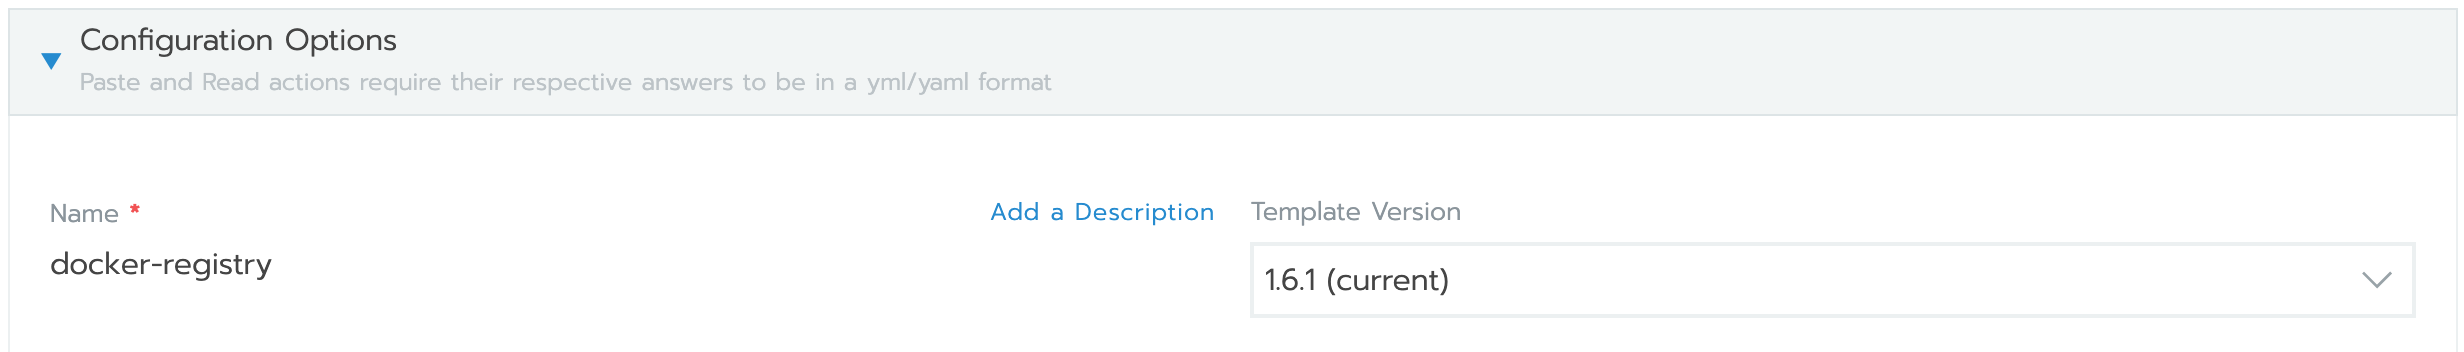 Configuration Options
Paste and Read actions require their respective answers to be in a yml/yaml format
Name *
Add a Description
Template Version
docker-registry
1.6.1 (current)